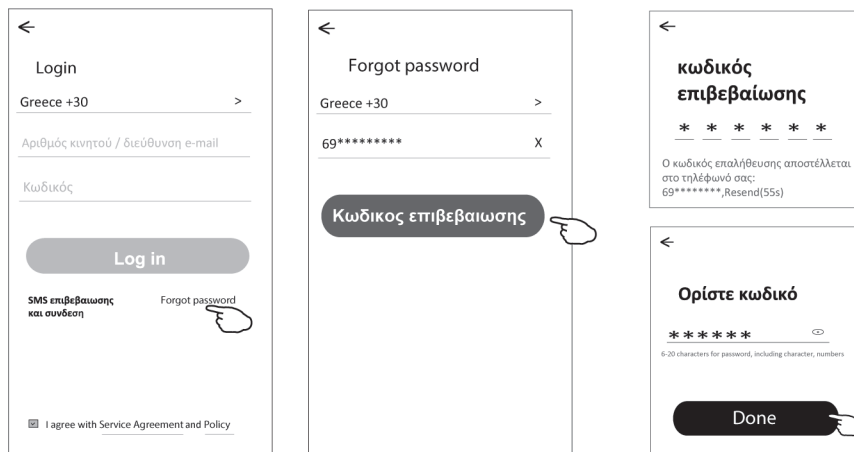 Login
Greece +30 >
Αριθμός κινητού / διεύθυνση e-mail
Κωδικός
Log in
SMS επιβεβαιωσης
και συνδεση
Forgot password
I agree with Service Agreement and Policy
Forgot password
Greece +30 >
69********* X
Κωδικος επιβεβαιωσης
κωδικός
επιβεβαίωσης
* * * * * *
Ο κωδικός επαλήθευσης αποστέλλεται
στο τηλέφωνό σας:
69********,Resend(55s)
Ορίστε κωδικό
******
6-20 characters for password, including character, numbers
Done